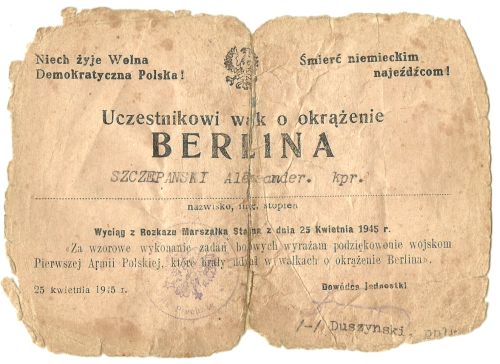 Niech żyje Wolna
Demokratyczna Polska!
Śmierć niemieckim
najeźdźcom!
Uczestnikowi walk o okrążenie
BERLINA
SZCZEPANSKI Alexander. kpr.
nazwisko, imię, stopień
Wyciąg z Rozkazu Marszałka Stalina z dnia 25 Kwietnia 1945 r.
«Za wzorowe wykonanie zadań bojowych wyrażam podziękowanie wojskom
Pierwszej Armii Polskiej, które brały udział w walkach o okrążenie Berlina».
25 kwietnia 1945 r.
Dowódca Jednostki
Duszynski.